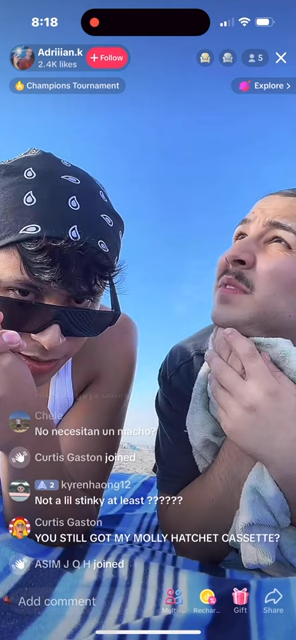 8:18
Adriiian.k
2.4K likes
+ Follow
5
Champions Tournament
Explore >
No necesitan un macho?
Curtis Gaston joined
2 kyrenhaong12
Not a lil stinky at least ??????
Curtis Gaston
YOU STILL GOT MY MOLLY HATCHET CASSETTE?
ASIM J O H joined
Add comment
Rechar...
Gift
Share